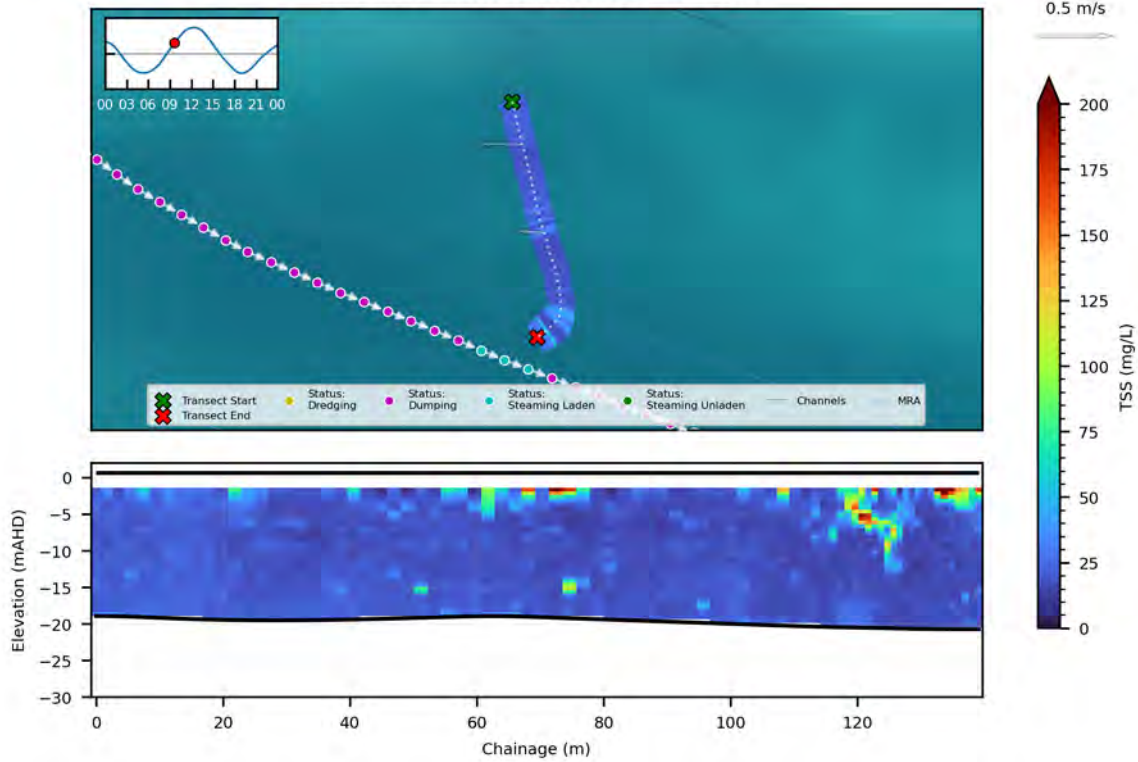 0.5 m/s
00 03 06 09 12 15 18 21 00
Transect Start
Transect End
Status:
Dredging
Status:
Dumping
Status:
Steaming Laden
Status:
Steaming Unladen
Channels
MRA
200
175
150
125
100
75
50
25
0
TSS (mg/L)
0
−5
−10
−15
−20
−25
−30
Elevation (mAHD)
0 20 40 60 80 100 120
Chainage (m)